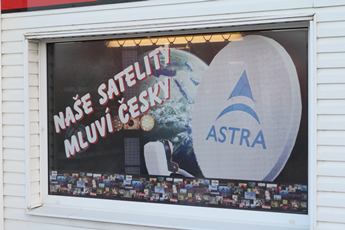 NAŠE SATELITY
MLUVÍ ČESKY
ASTRA